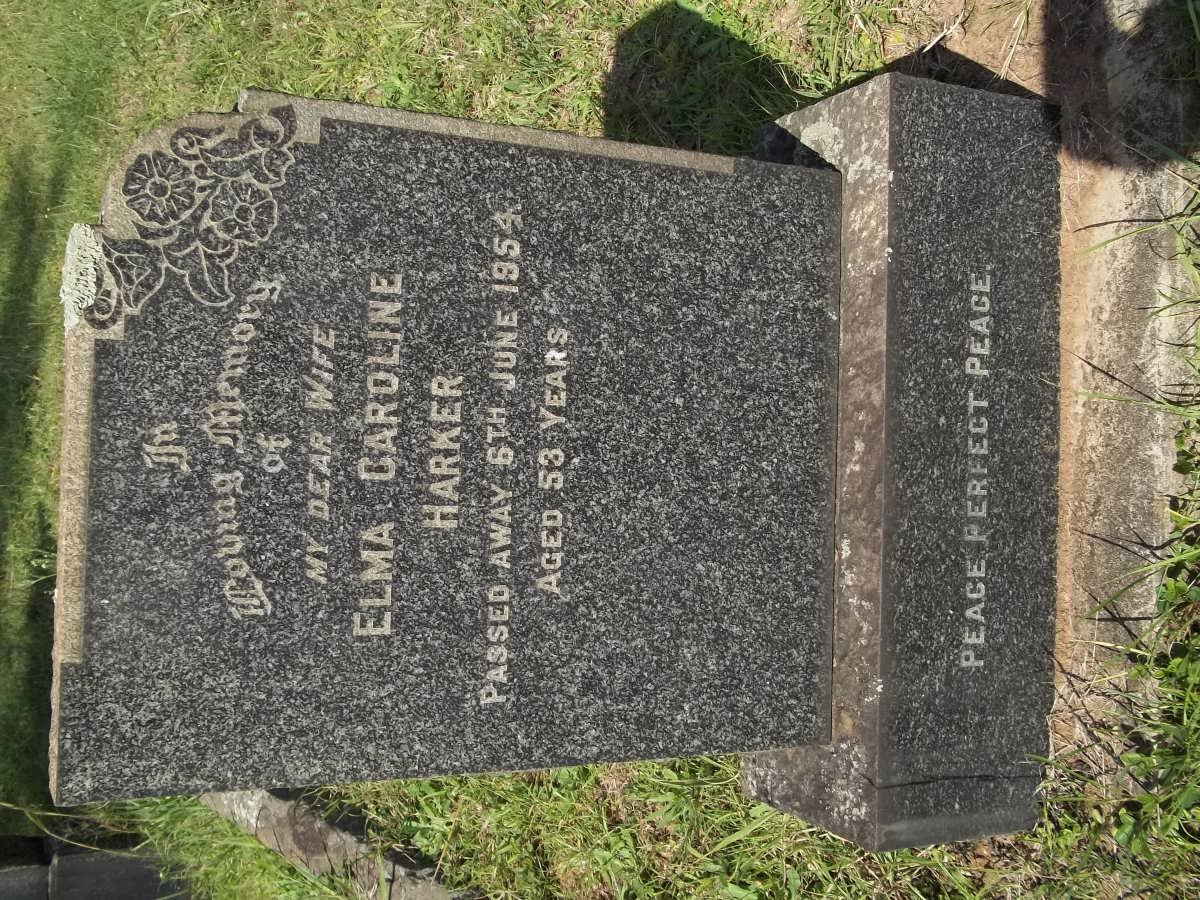 In
Loving Memory
of
MY DEAR WIFE
ELMA CAROLINE
HARKER
PASSED AWAY 6TH JUNE 1954.
AGED 53 YEARS
PEACE PERFECT PEACE.